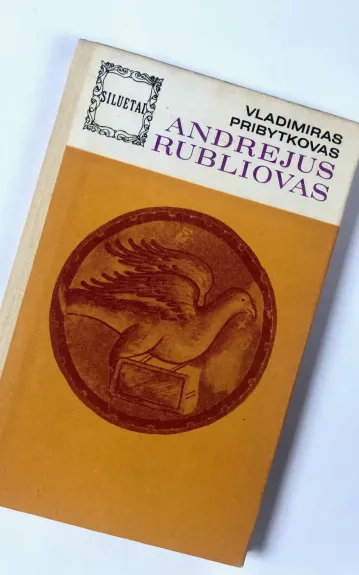 SILUETAI
VLADIMIRAS
PRIBYTKOVAS
ANDREJUS
RUBLIOVAS